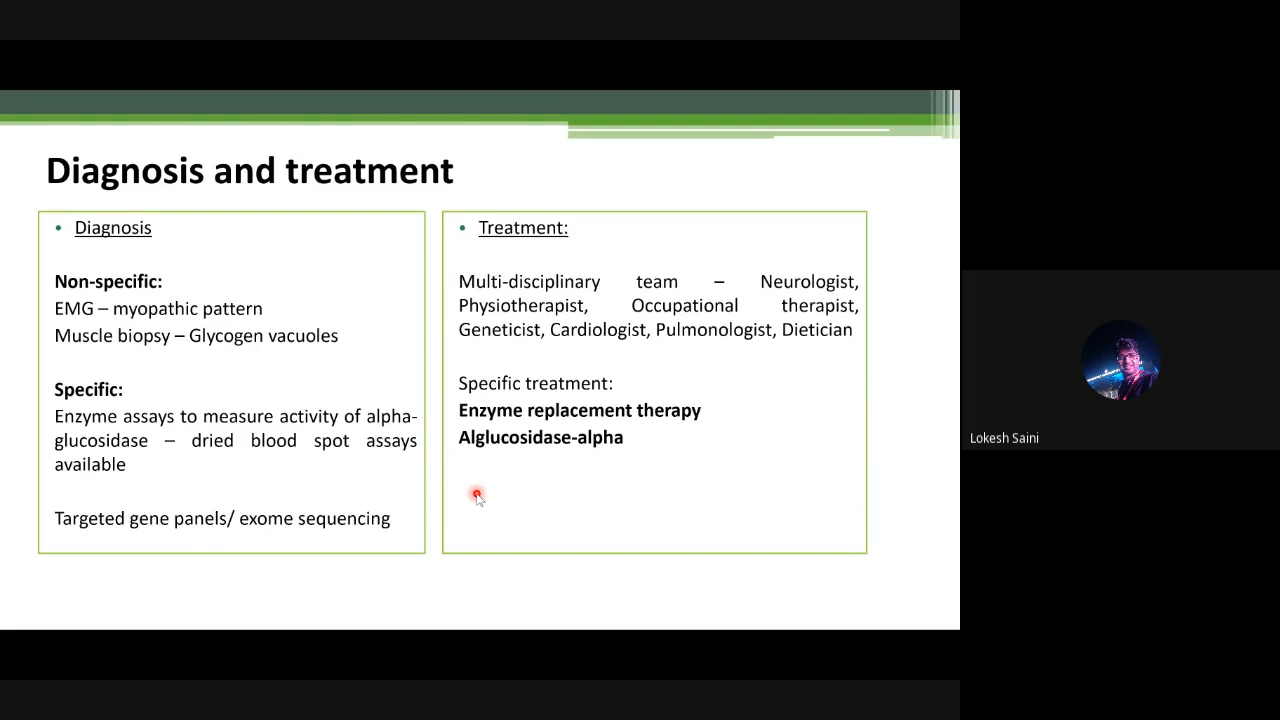 Diagnosis and treatment
• Diagnosis
Non-specific:
EMG – myopathic pattern
Muscle biopsy – Glycogen vacuoles
Specific:
Enzyme assays to measure activity of alpha-
glucosidase – dried blood spot assays
available
Targeted gene panels/ exome sequencing
• Treatment:
Multi-disciplinary team – Neurologist,
Physiotherapist, Occupational therapist,
Geneticist, Cardiologist, Pulmonologist, Dietician
Specific treatment:
Enzyme replacement therapy
Alglucosidase-alpha
Lokesh Saini